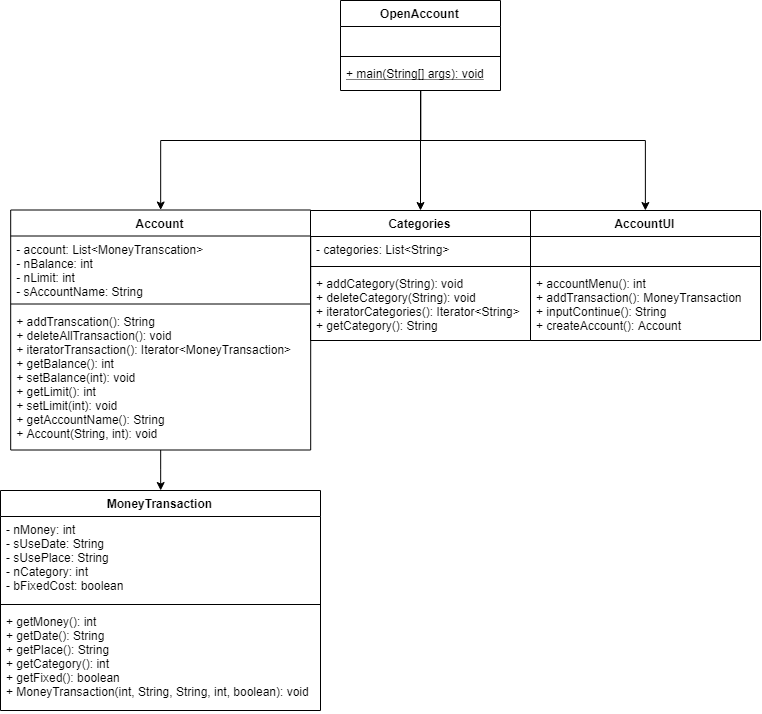 OpenAccount
+ main(String[] args): void
Account
- account: List<MoneyTranscation>
- nBalance: int
- nLimit: int
- sAccountName: String
+ addTranscation(): String
+ deleteAllTransaction(): void
+ iteratorTransaction(): Iterator<MoneyTransaction>
+ getBalance(): int
+ setBalance(int): void
+ getLimit(): int
+ setLimit(int): void
+ getAccountName(): String
+ Account(String, int): void
Categories
- categories: List<String>
+ addCategory(String): void
+ deleteCategory(String): void
+ iteratorCategories(): Iterator<String>
+ getCategory(): String
AccountUI
+ accountMenu(): int
+ addTransaction(): MoneyTransaction
+ inputContinue(): String
+ createAccount(): Account
MoneyTransaction
- nMoney: int
- sUseDate: String
- sUsePlace: String
- nCategory: int
- bFixedCost: boolean
+ getMoney(): int
+ getDate(): String
+ getPlace(): String
+ getCategory(): int
+ getFixed(): boolean
+ MoneyTransaction(int, String, String, int, boolean): void